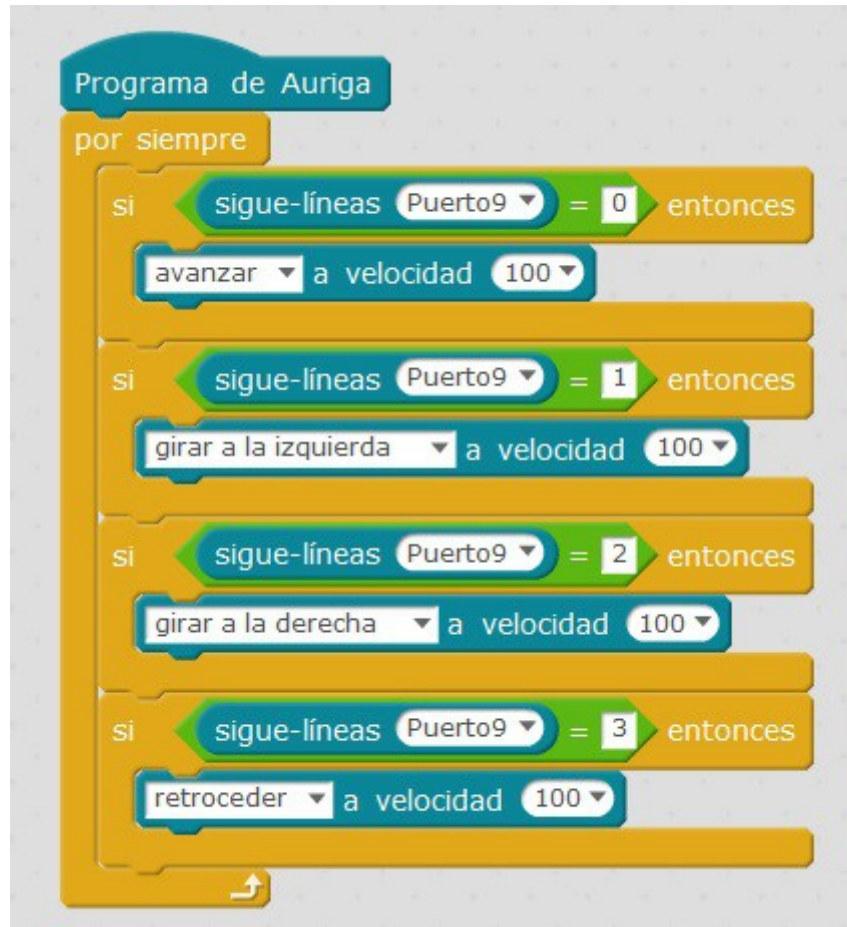 Programa de Auriga
por siempre
si sigue-líneas Puerto9 = 0 entonces
avanzar a velocidad 100
si sigue-líneas Puerto9 = 1 entonces
girar a la izquierda a velocidad 100
si sigue-líneas Puerto9 = 2 entonces
girar a la derecha a velocidad 100
si sigue-líneas Puerto9 = 3 entonces
retroceder a velocidad 100